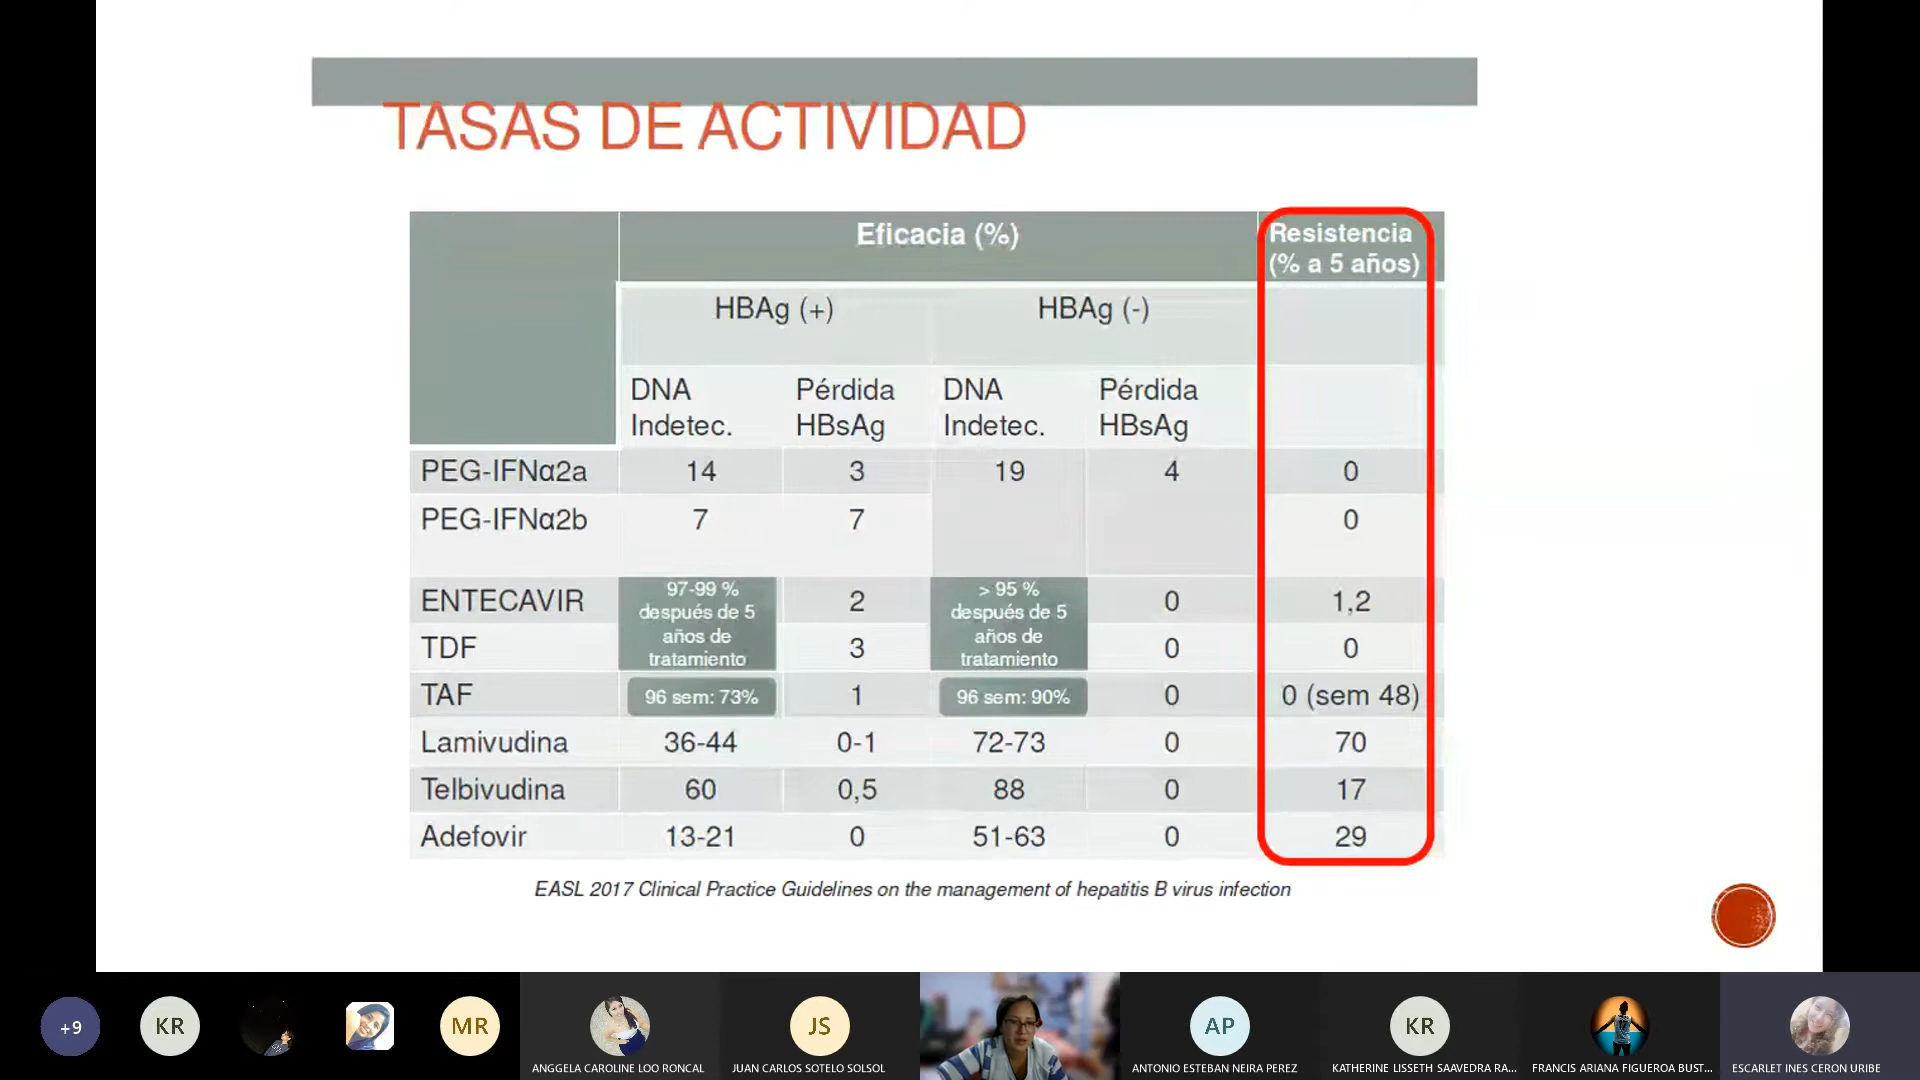 TASAS DE ACTIVIDAD
Eficacia (%)
Resistencia
(% a 5 años)
HBAg (+)
HBAg (-)
DNA
Indetec.
Pérdida
HBsAg
DNA
Indetec.
Pérdida
HBsAg
PEG-IFNα2a 14 3 19 4 0
PEG-IFNα2b 7 7 0
97-99 %
después de 5
años de
tratamiento
> 95 %
después de 5
años de
tratamiento
ENTECAVIR 2 0 1,2
TDF 3 0 0
TAF 96 sem: 73% 1 96 sem: 90% 0 0 (sem 48)
Lamivudina 36-44 0-1 72-73 0 70
Telbivudina 60 0,5 88 0 17
Adefovir 13-21 0 51-63 0 29
EASL 2017 Clinical Practice Guidelines on the management of hepatitis B virus infection
+9
KR
MR
ANGGELA CAROLINE LOO RONCAL
JS
JUAN CARLOS SOTELO SOLSOL
AP
ANTONIO ESTEBAN NEIRA PEREZ
KR
KATHERINE LISSETH SAAVEDRA RA...
FRANCIS ARIANA FIGUEROA BUST...
ESCARLET INES CERON URIBE